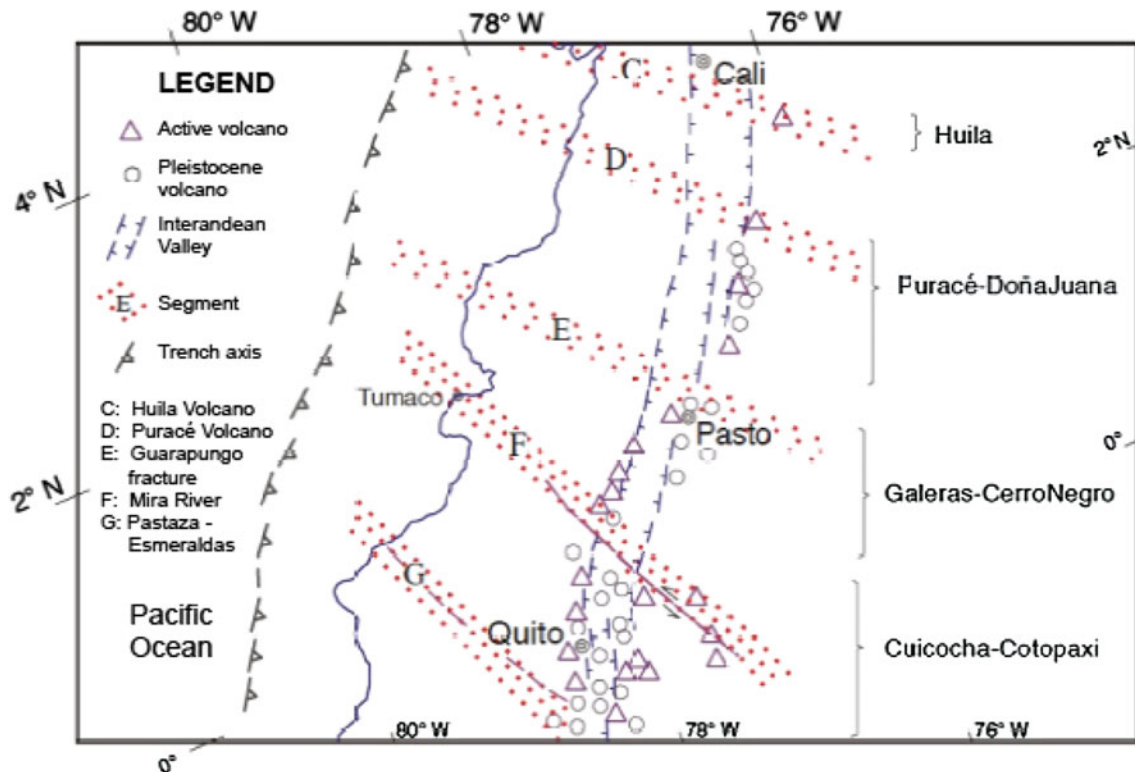 80° W
78° W
76° W
LEGEND
Active volcano
Pleistocene
volcano
Interandean
Valley
E
Segment
Trench axis
C: Huila Volcano
D: Puracé Volcano
E: Guarapungo
fracture
F: Mira River
G: Pastaza -
Esmeraldas
Pacific
Ocean
4° N
2° N
0°
C
Cali
D
E
Tumaco
Pasto
F
G
Quito
2° N
0°
Huila
Puracé-DoñaJuana
Galeras-CerroNegro
Cuicocha-Cotopaxi
80° W
78° W
76° W